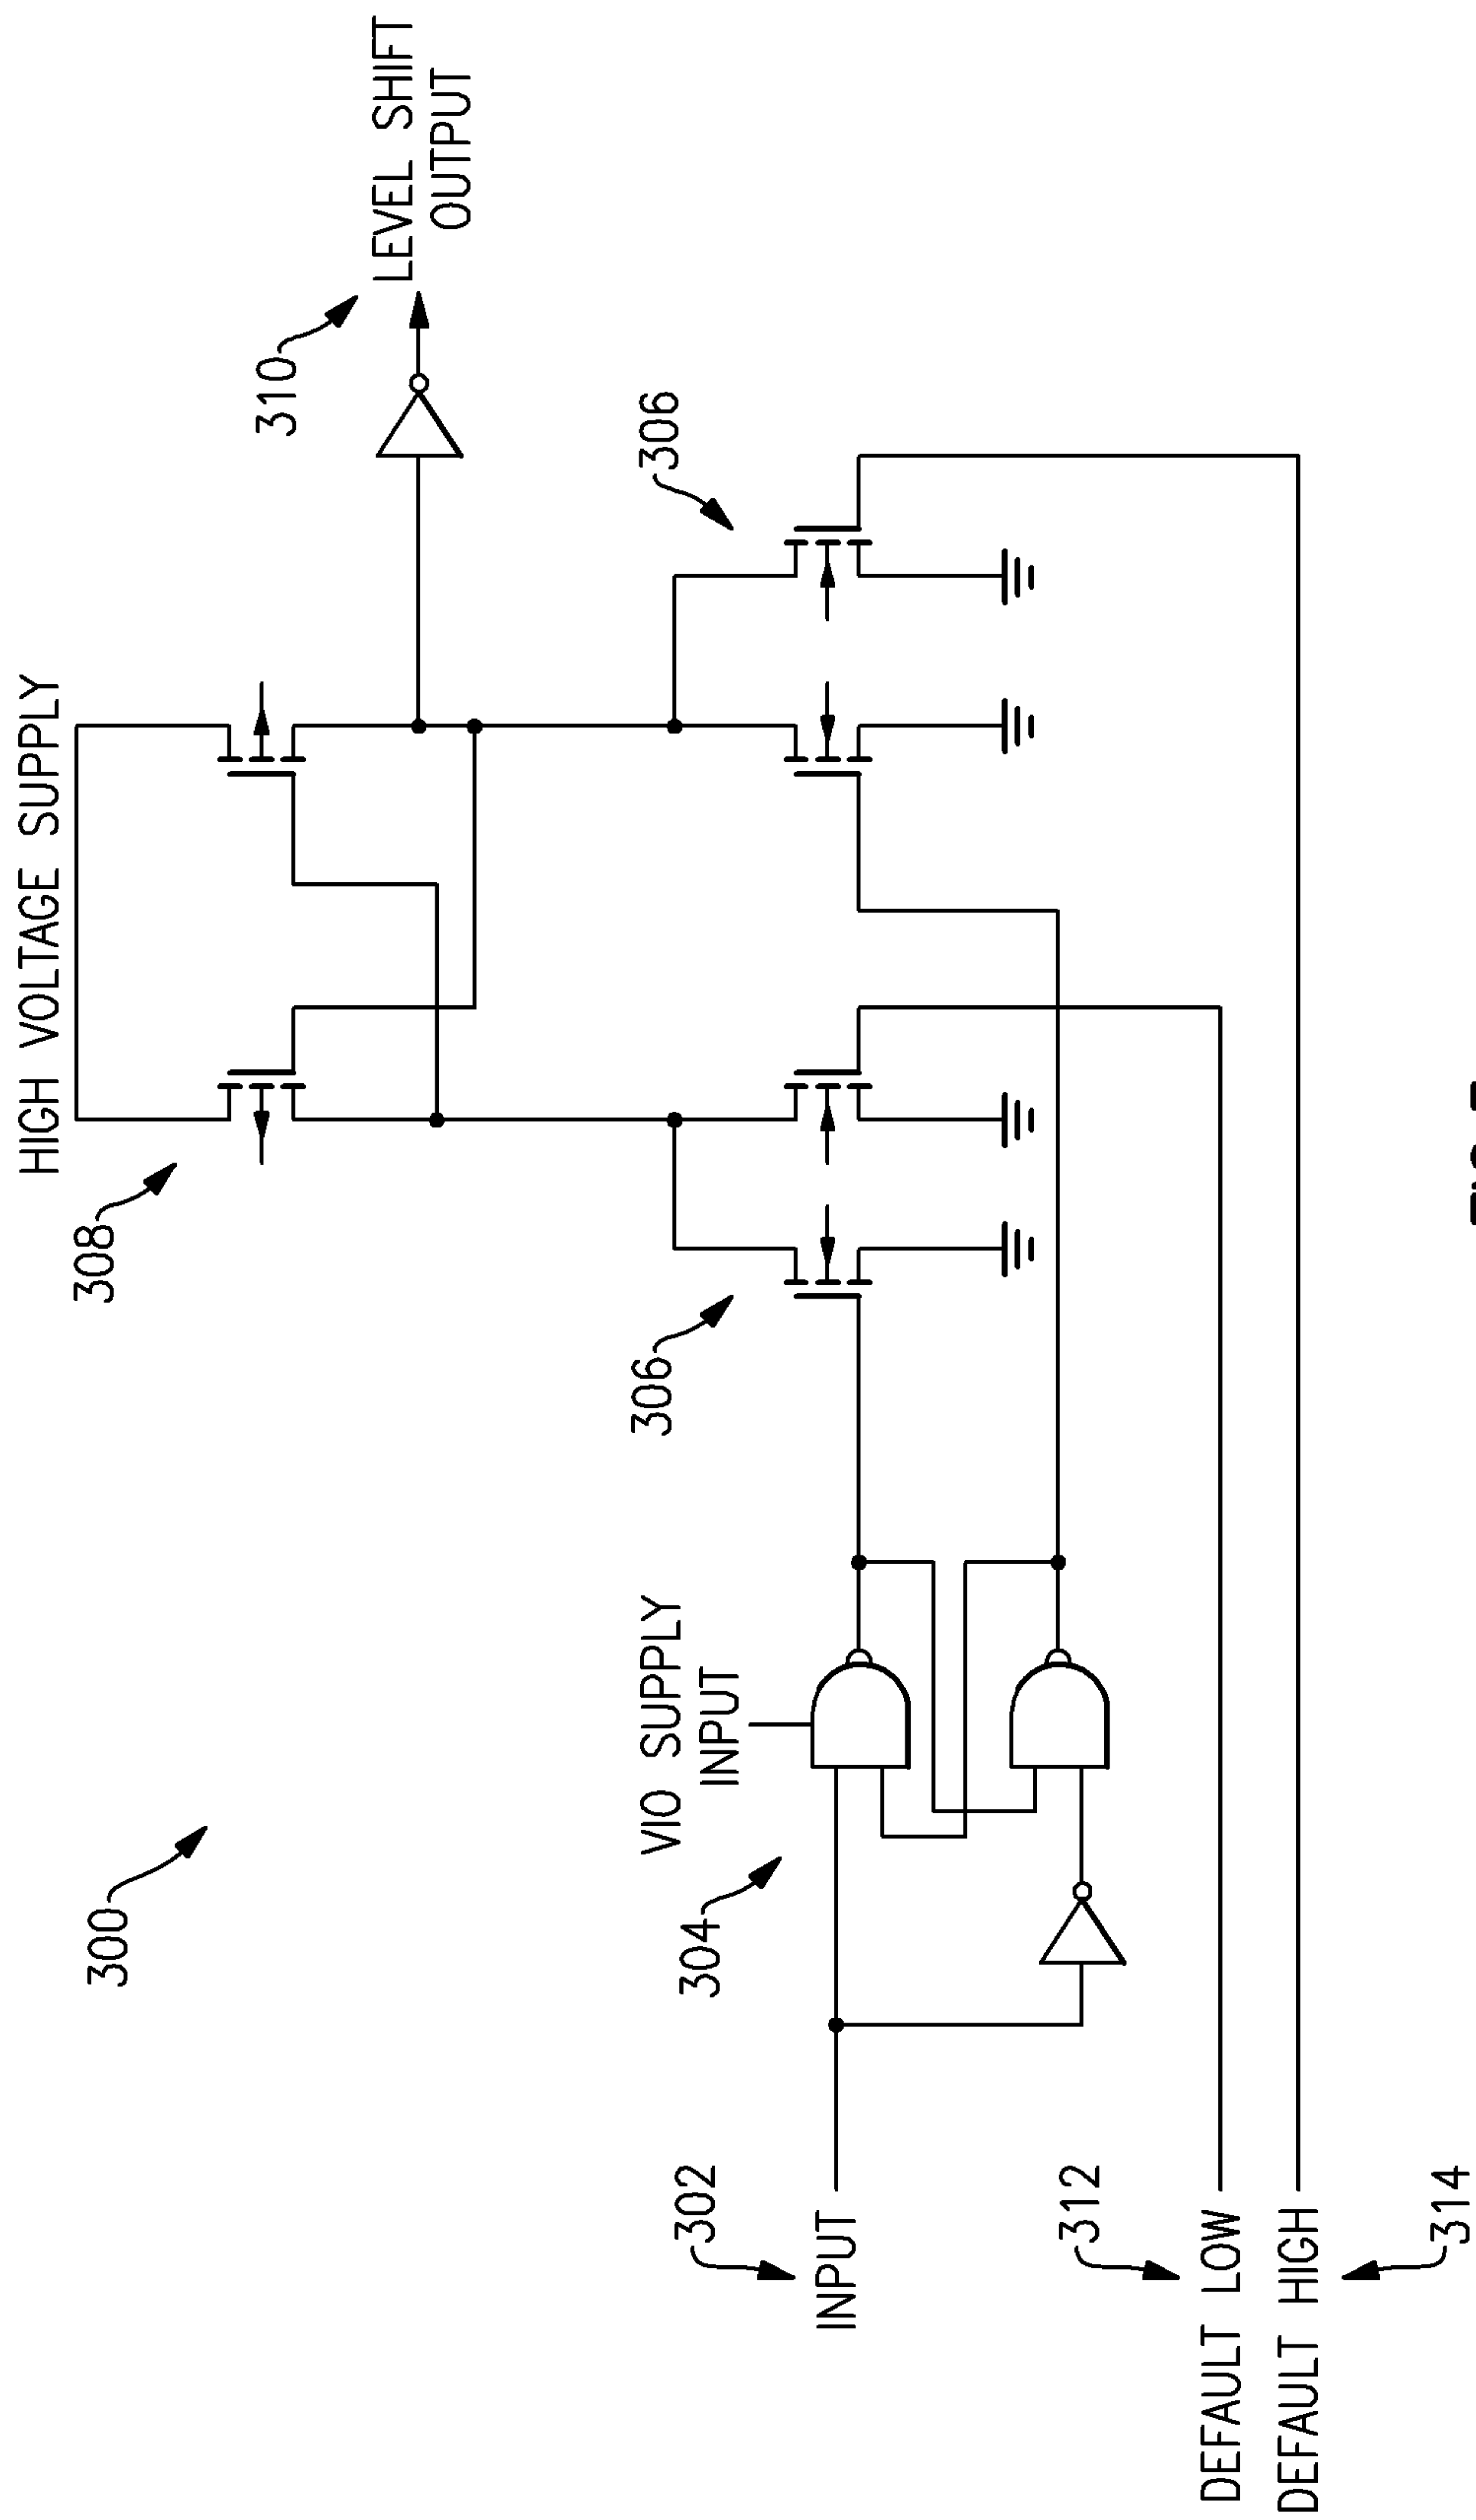 HIGH VOLTAGE SUPPLY
308
310
LEVEL SHIFT
OUTPUT
300
306
306
VIO SUPPLY
INPUT
304
302
INPUT
312
DEFAULT LOW
DEFAULT HIGH
314